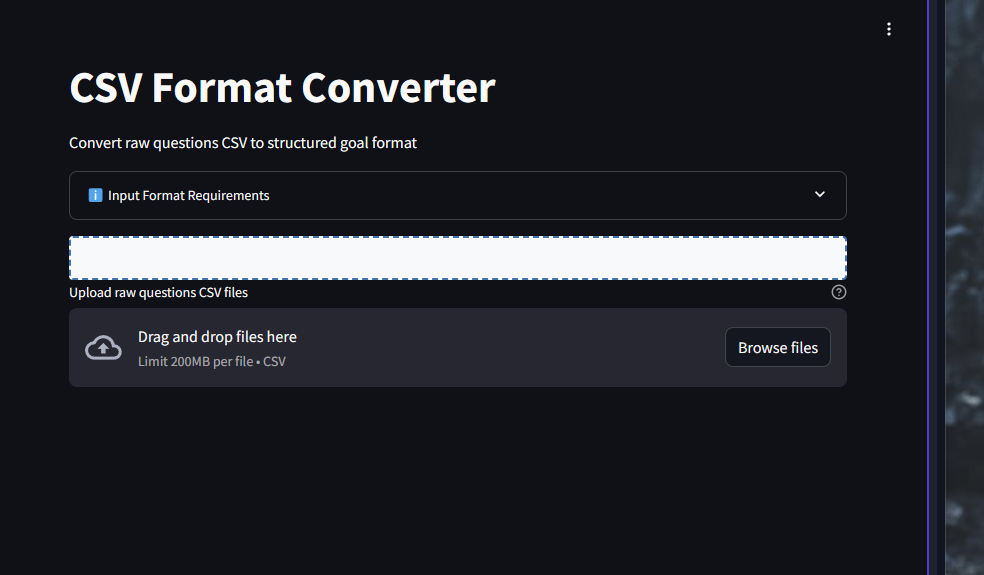 CSV Format Converter
Convert raw questions CSV to structured goal format
Input Format Requirements
Upload raw questions CSV files
Drag and drop files here
Limit 200MB per file • CSV
Browse files